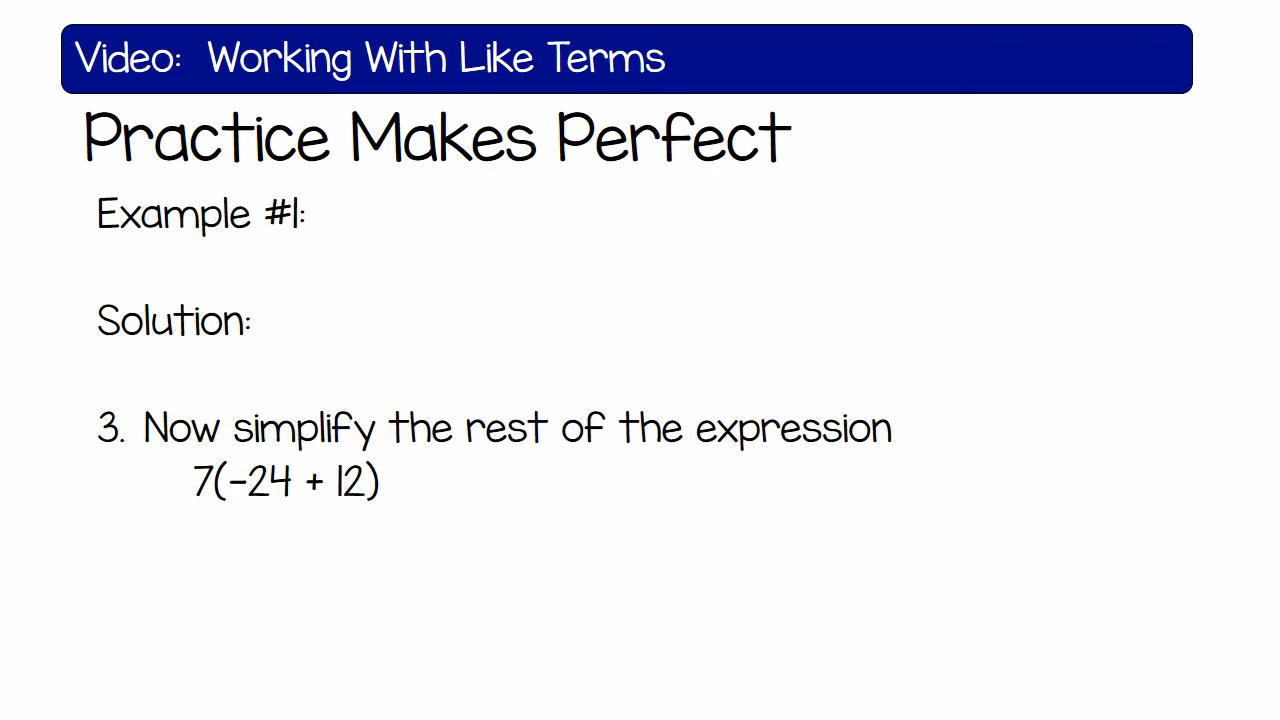 Video: Working With Like Terms
Practice Makes Perfect
Example #1:
Solution:
3. Now simplify the rest of the expression
7(-24 + 12)